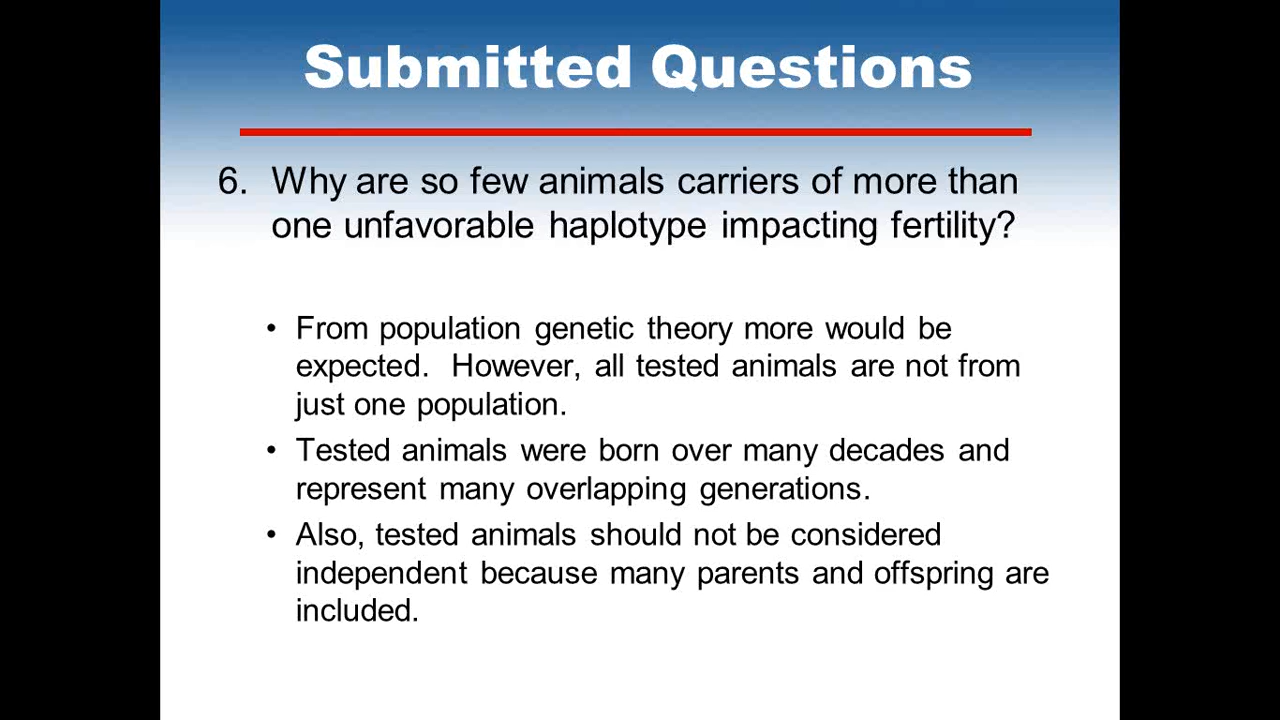 Submitted Questions
6. Why are so few animals carriers of more than
one unfavorable haplotype impacting fertility?
• From population genetic theory more would be
expected.  However, all tested animals are not from
just one population.
• Tested animals were born over many decades and
represent many overlapping generations.
• Also, tested animals should not be considered
independent because many parents and offspring are
included.